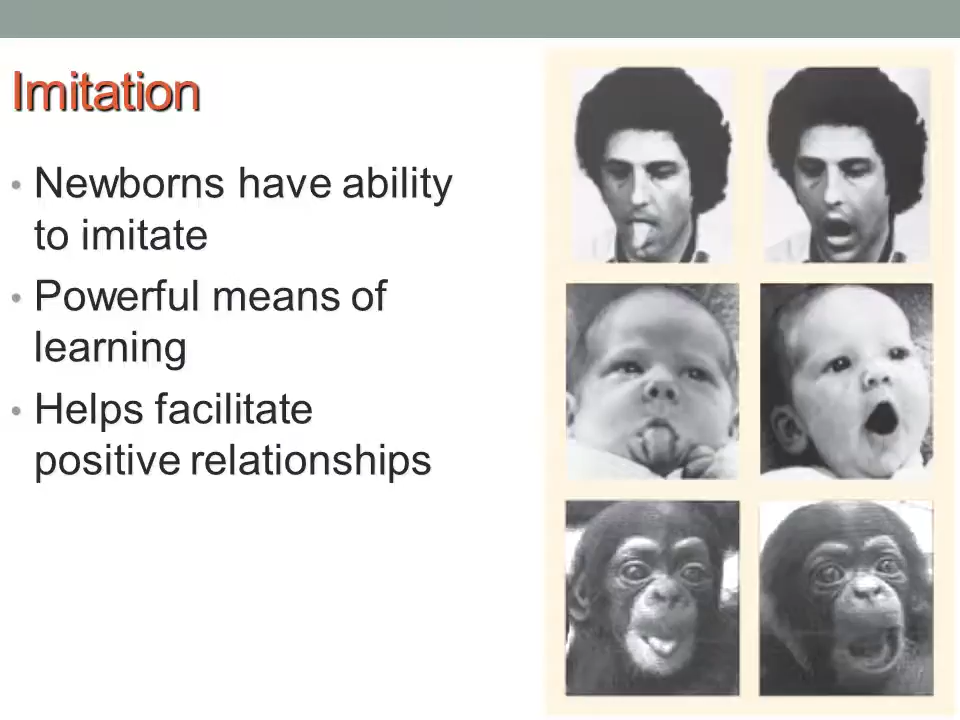 Imitation
• Newborns have ability
to imitate
• Powerful means of
learning
• Helps facilitate
positive relationships